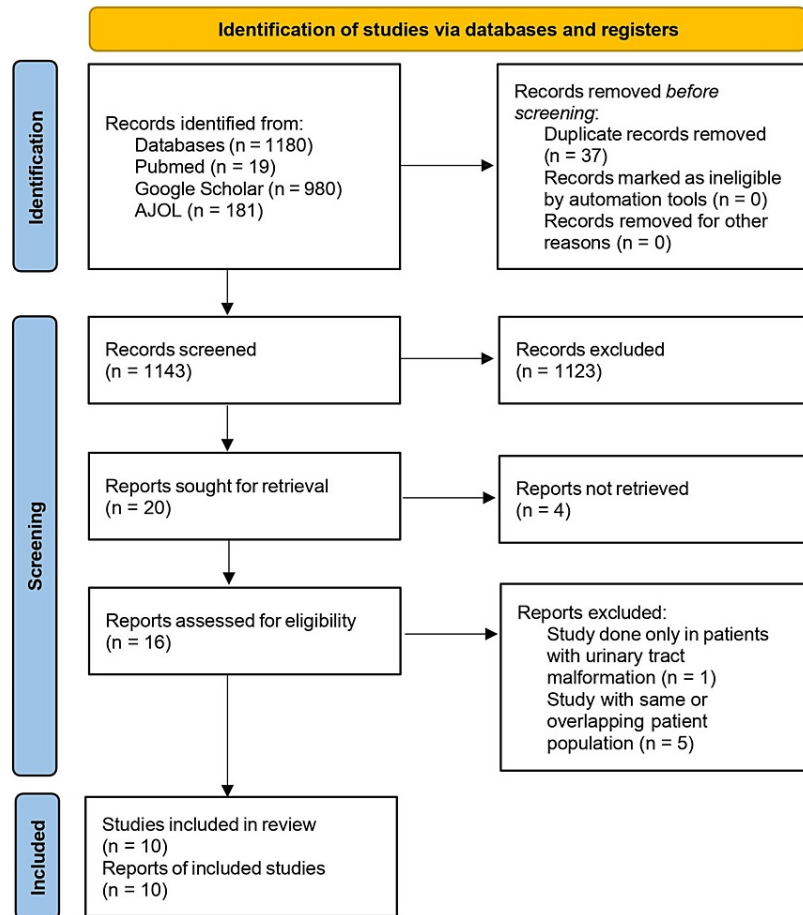 Identification of studies via databases and registers
Identification
Records identified from:
Databases (n = 1180)
Pubmed (n = 19)
Google Scholar (n = 980)
AJOL (n = 181)
Records removed before
screening:
Duplicate records removed
(n = 37)
Records marked as ineligible
by automation tools (n = 0)
Records removed for other
reasons (n = 0)
Screening
Records screened
(n = 1143)
Records excluded
(n = 1123)
Reports sought for retrieval
(n = 20)
Reports not retrieved
(n = 4)
Reports assessed for eligibility
(n = 16)
Reports excluded:
Study done only in patients
with urinary tract
malformation (n = 1)
Study with same or
overlapping patient
population (n = 5)
Included
Studies included in review
(n = 10)
Reports of included studies
(n = 10)